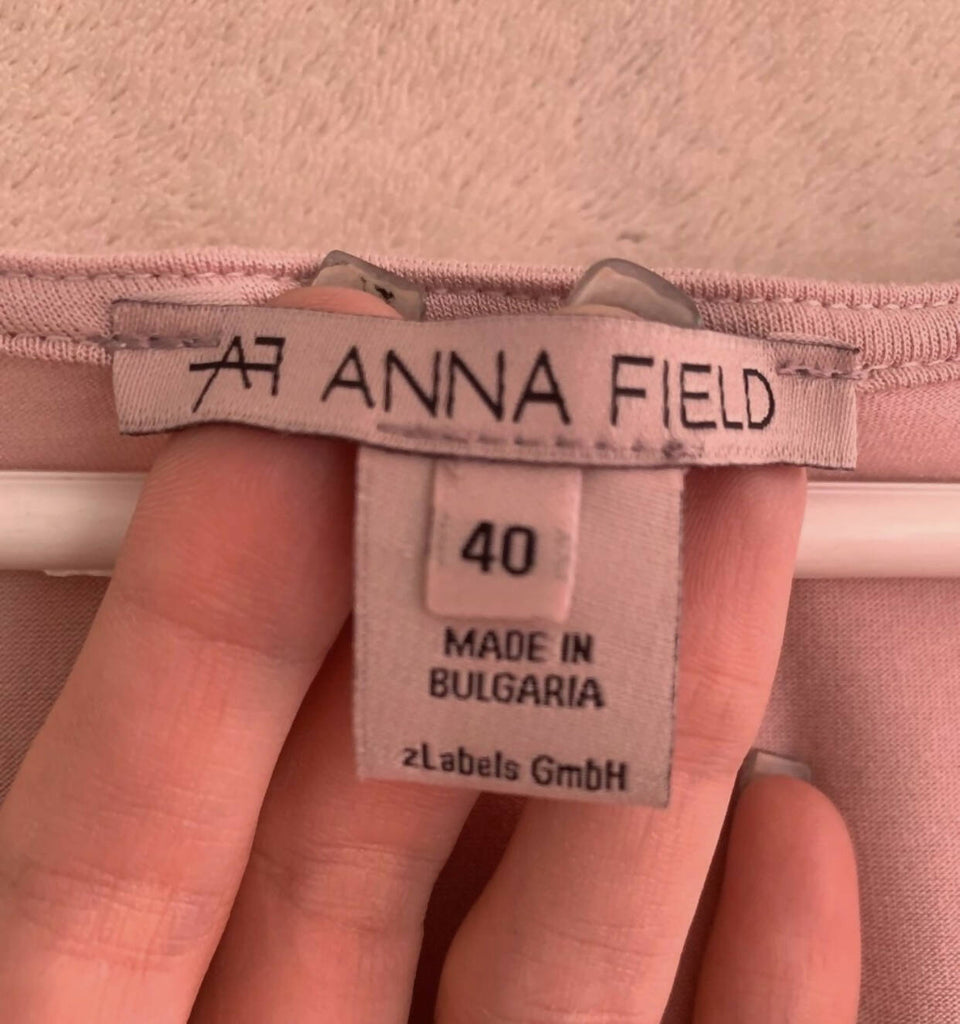 AF ANNA FIELD
40
MADE IN
BULGARIA
zLabels GmbH